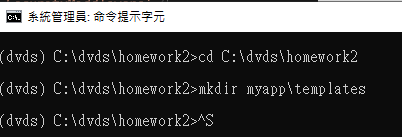 系統管理員: 命令提示字元
(dvds) C:\dvds\homework2>cd C:\dvds\homework2
(dvds) C:\dvds\homework2>mkdir myapp\templates
(dvds) C:\dvds\homework2>^S